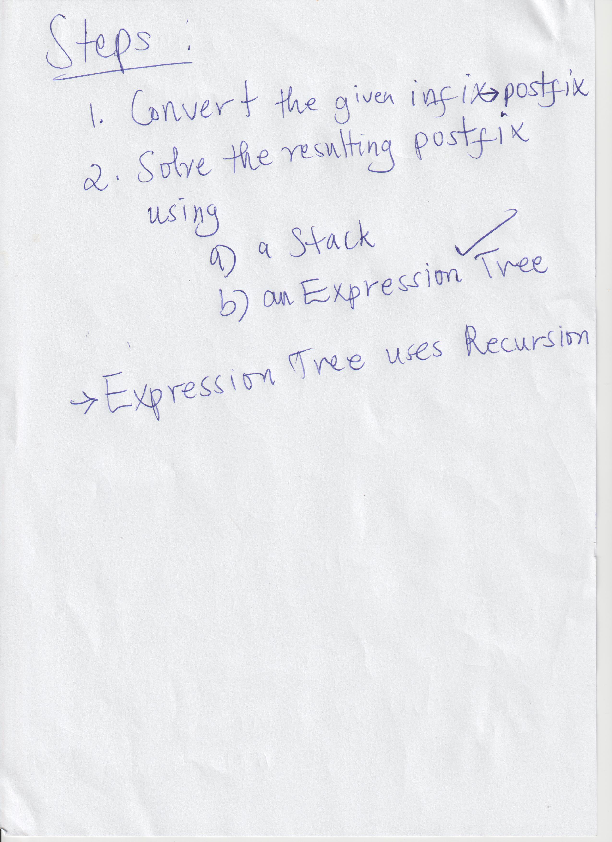 Steps :
1. Convert the given infix→postfix
2. Solve the resulting postfix
using
a) a Stack
b) an Expression Tree ✓
→ Expression Tree uses Recursion